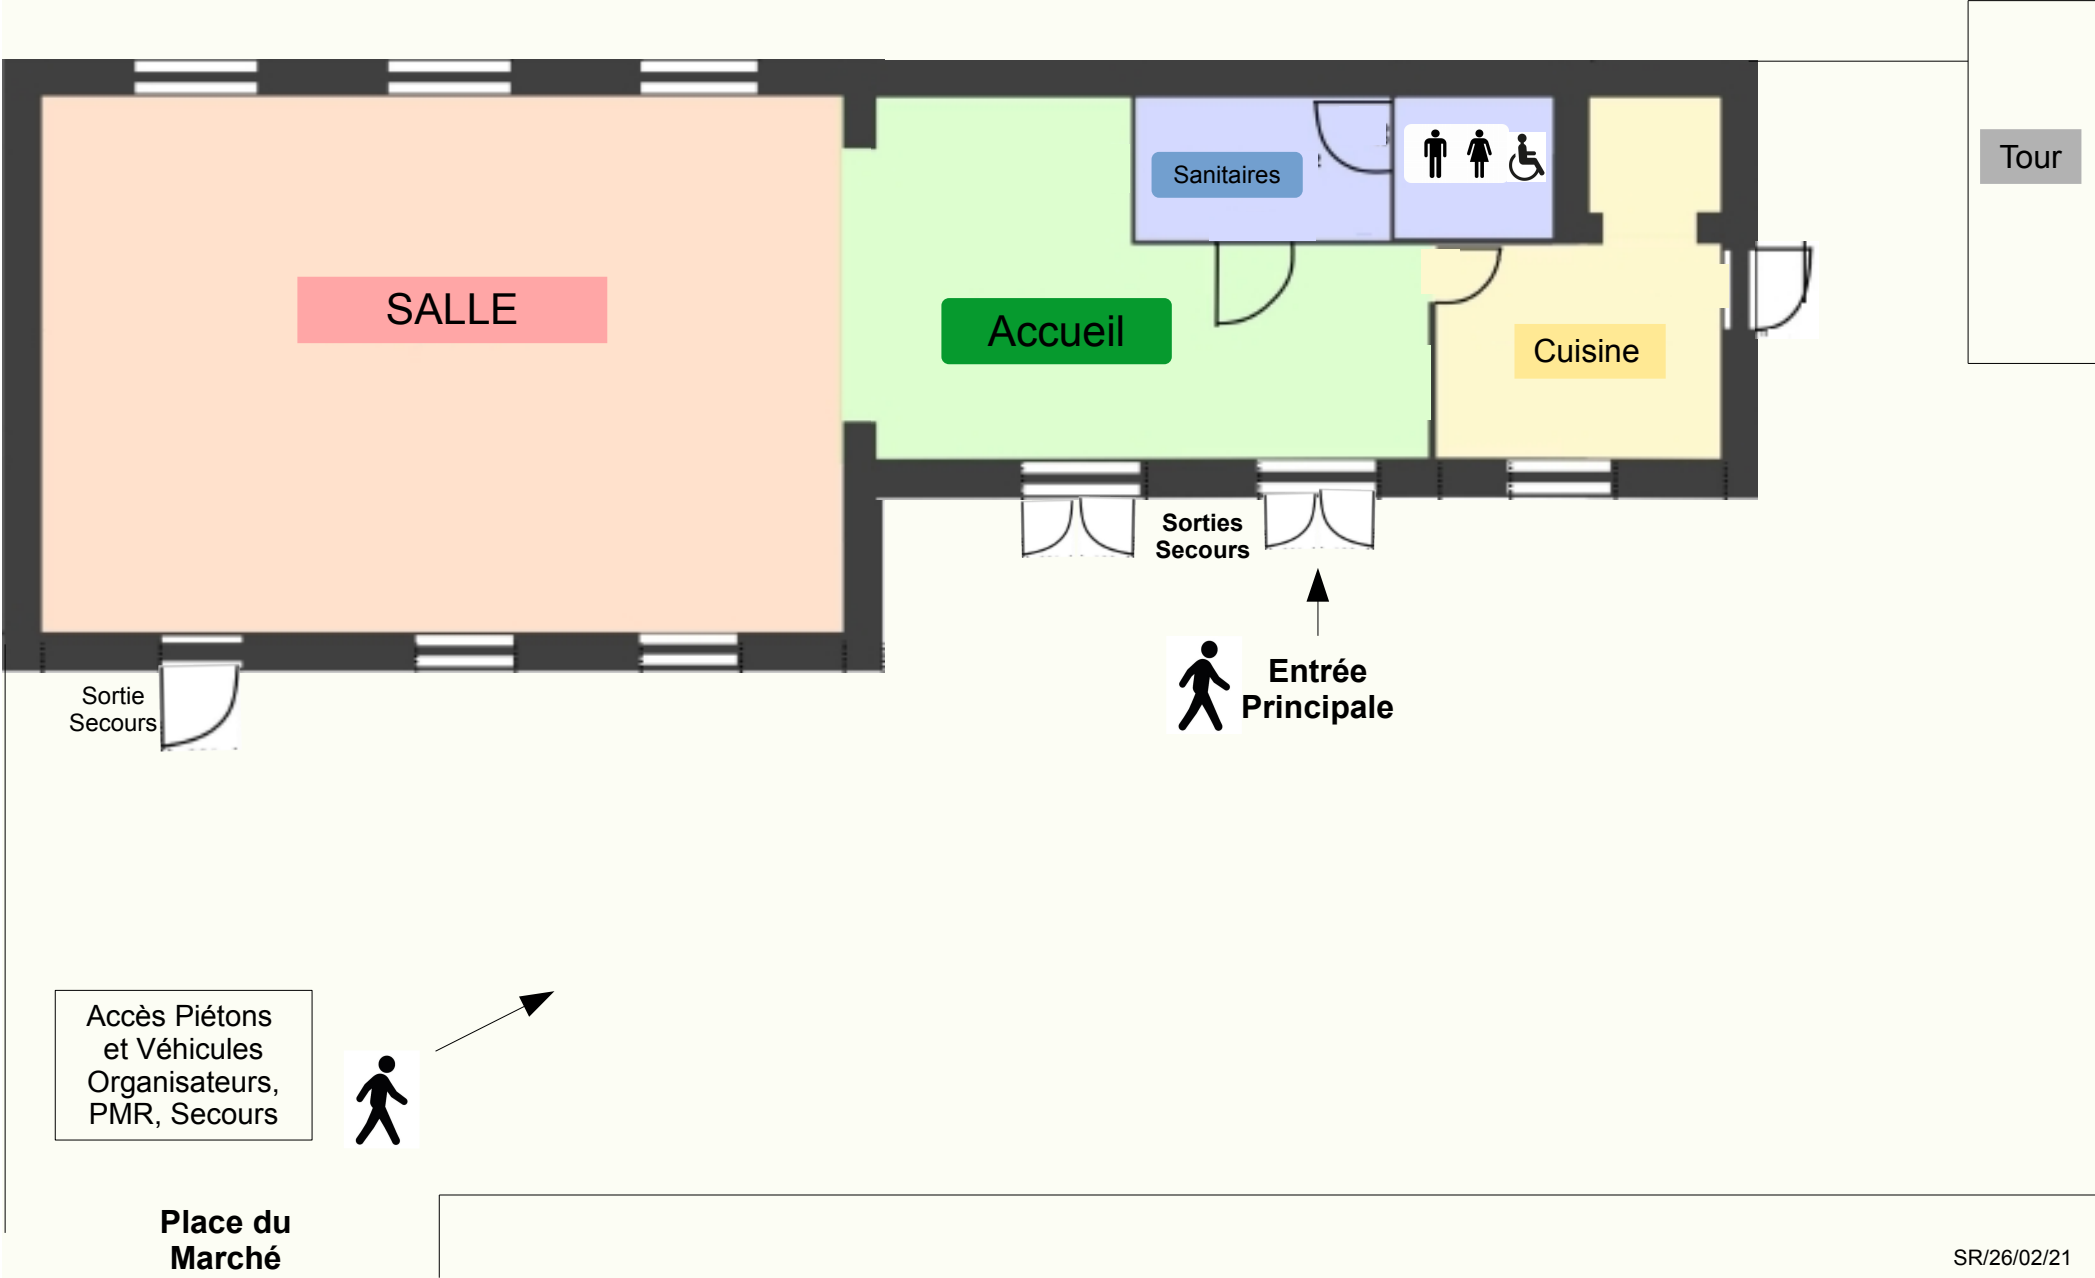 Tour
Sanitaires
SALLE
Accueil
Cuisine
Sorties
Secours
Entrée
Principale
Sortie
Secours
Accès Piétons
et Véhicules
Organisateurs,
PMR, Secours
Place du
Marché
SR/26/02/21